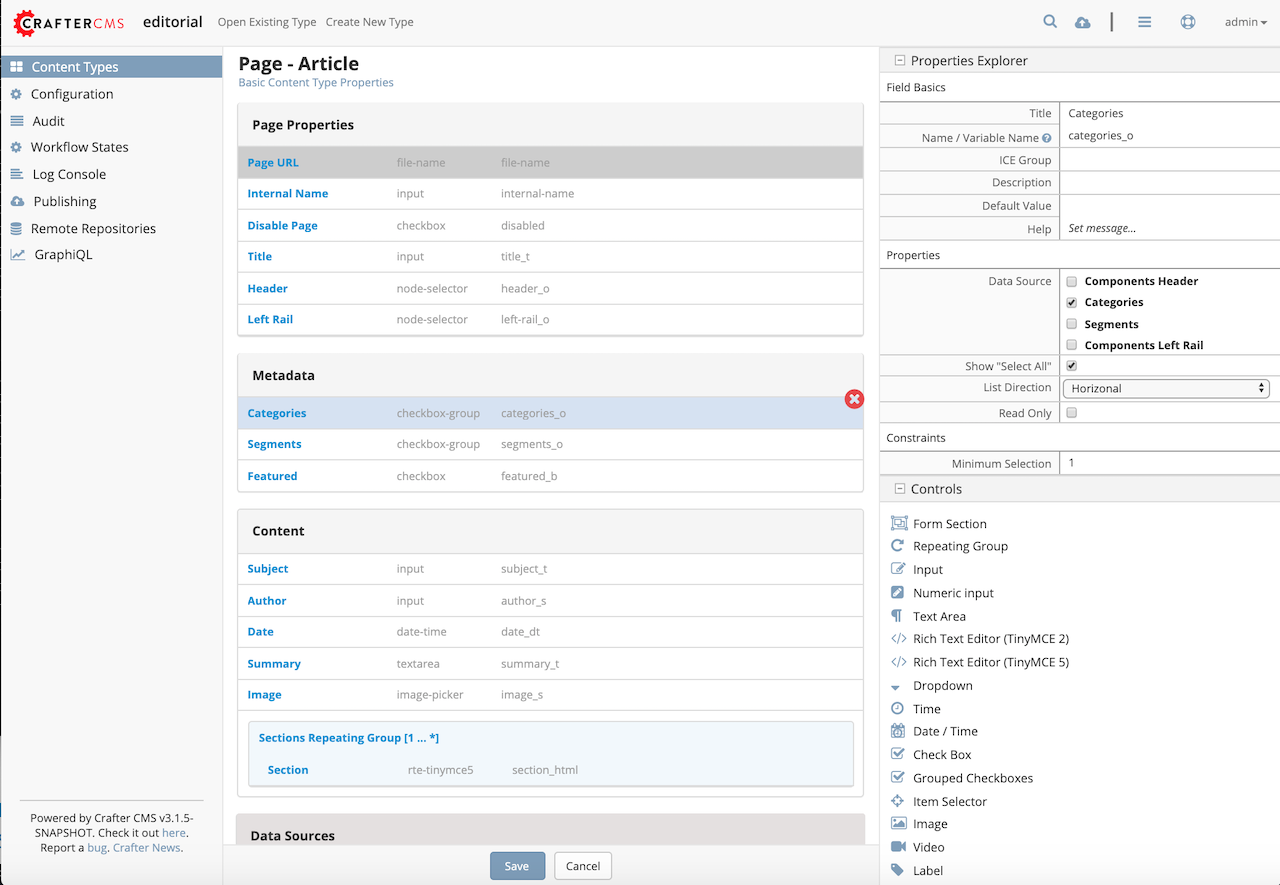 CRAFTERCMS editorial Open Existing Type Create New Type admin
Content Types
Configuration
Audit
Workflow States
Log Console
Publishing
Remote Repositories
GraphiQL
Powered by Crafter CMS v3.1.5-
SNAPSHOT. Check it out here.
Report a bug. Crafter News.
Page - Article
Basic Content Type Properties
Page Properties
Page URL file-name file-name
Internal Name input internal-name
Disable Page checkbox disabled
Title input title_t
Header node-selector header_o
Left Rail node-selector left-rail_o
Metadata
Categories checkbox-group categories_o
Segments checkbox-group segments_o
Featured checkbox featured_b
Content
Subject input subject_t
Author input author_s
Date date-time date_dt
Summary textarea summary_t
Image image-picker image_s
Sections Repeating Group [1 ... *]
Section rte-tinymce5 section_html
Data Sources
Save Cancel
Properties Explorer
Field Basics
Title Categories
Name / Variable Name ? categories_o
ICE Group
Description
Default Value
Help Set message...
Properties
Data Source Components Header
Categories
Segments
Components Left Rail
Show "Select All"
List Direction Horizonal
Read Only
Constraints
Minimum Selection 1
Controls
Form Section
Repeating Group
Input
Numeric input
Text Area
Rich Text Editor (TinyMCE 2)
Rich Text Editor (TinyMCE 5)
Dropdown
Time
Date / Time
Check Box
Grouped Checkboxes
Item Selector
Image
Video
Label